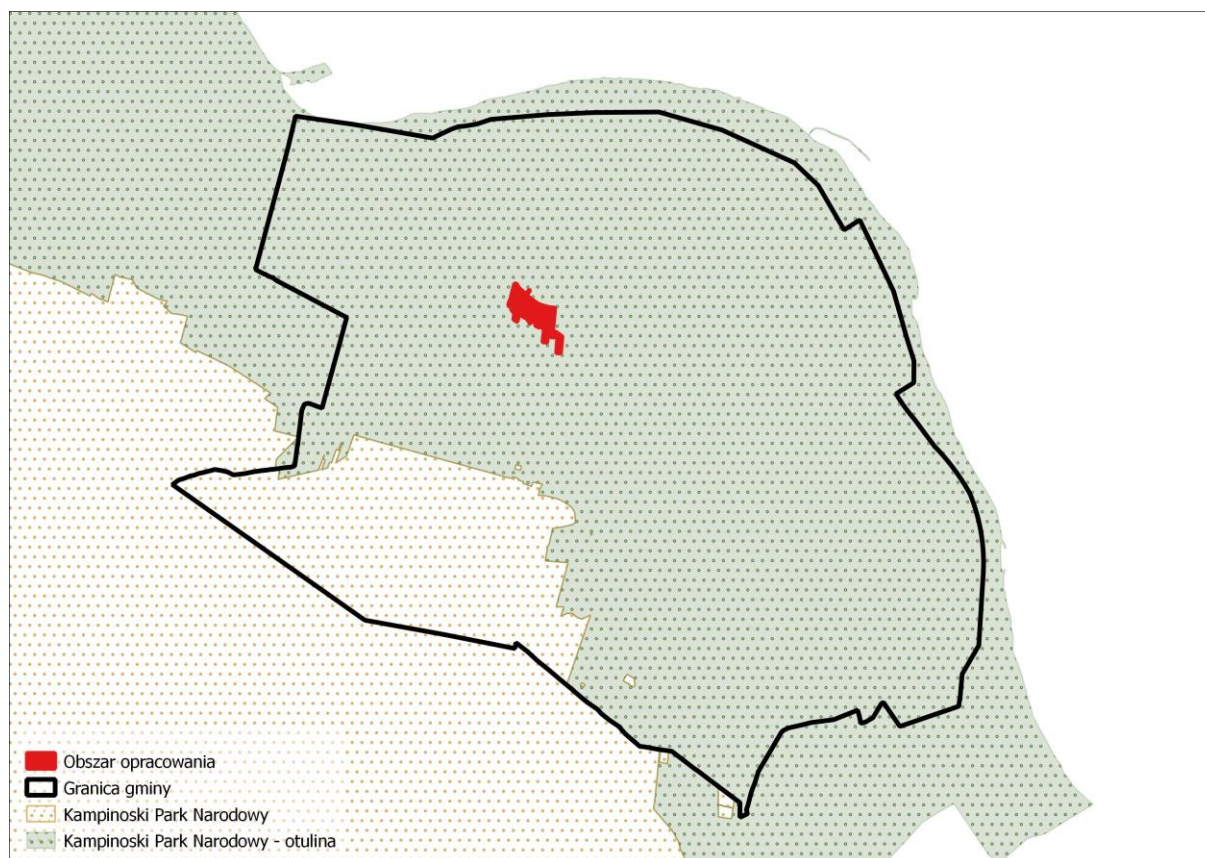 Obszar opracowania
Granica gminy
Kampinoski Park Narodowy
Kampinoski Park Narodowy - otulina